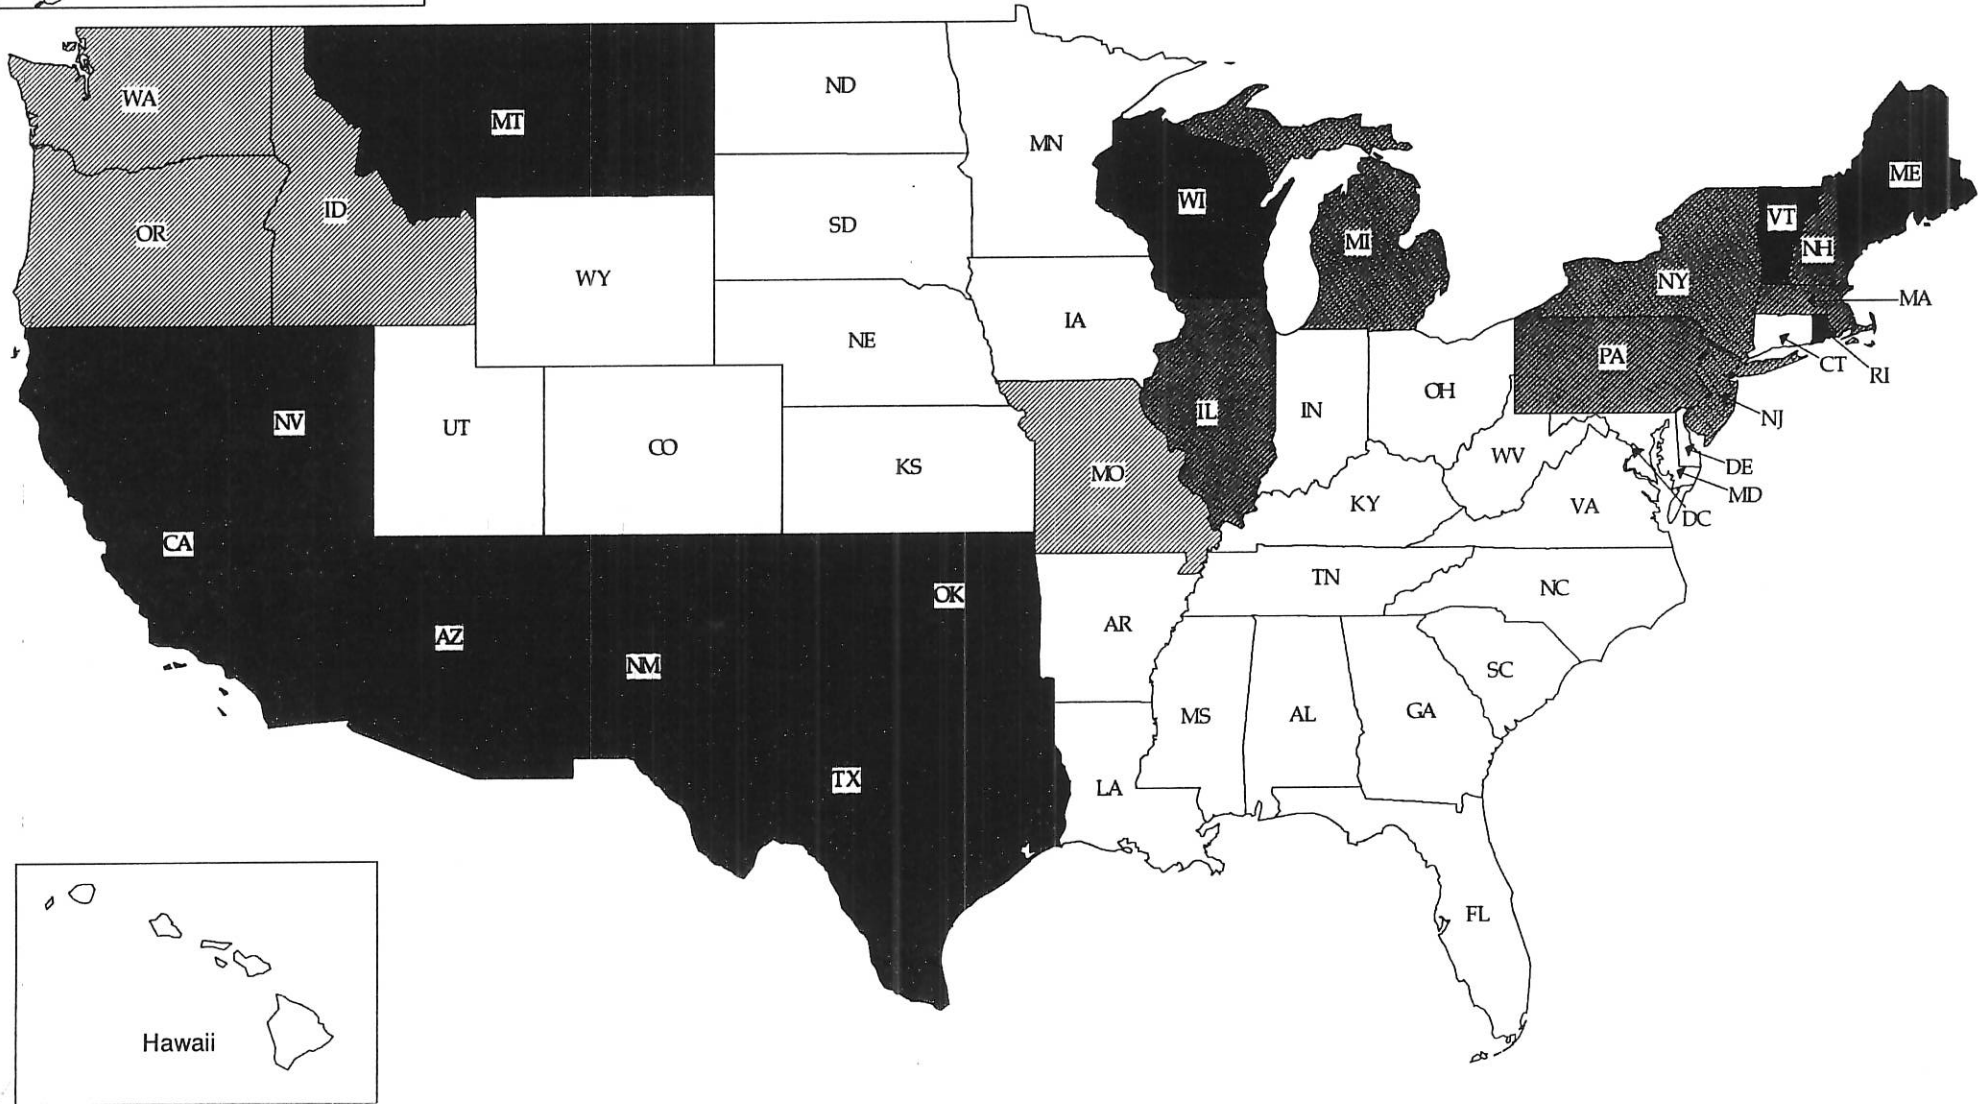 WA
MT
ND
MN
OR
ID
SD
WI
MI
ME
VT
NH
NY
MA
WY
NE
IA
PA
CT
RI
NV
UT
CO
KS
MO
IL
IN
OH
NJ
WV
DE
MD
DC
CA
KY
VA
OK
TN
NC
AZ
NM
AR
SC
MS
AL
GA
TX
LA
FL
Hawaii